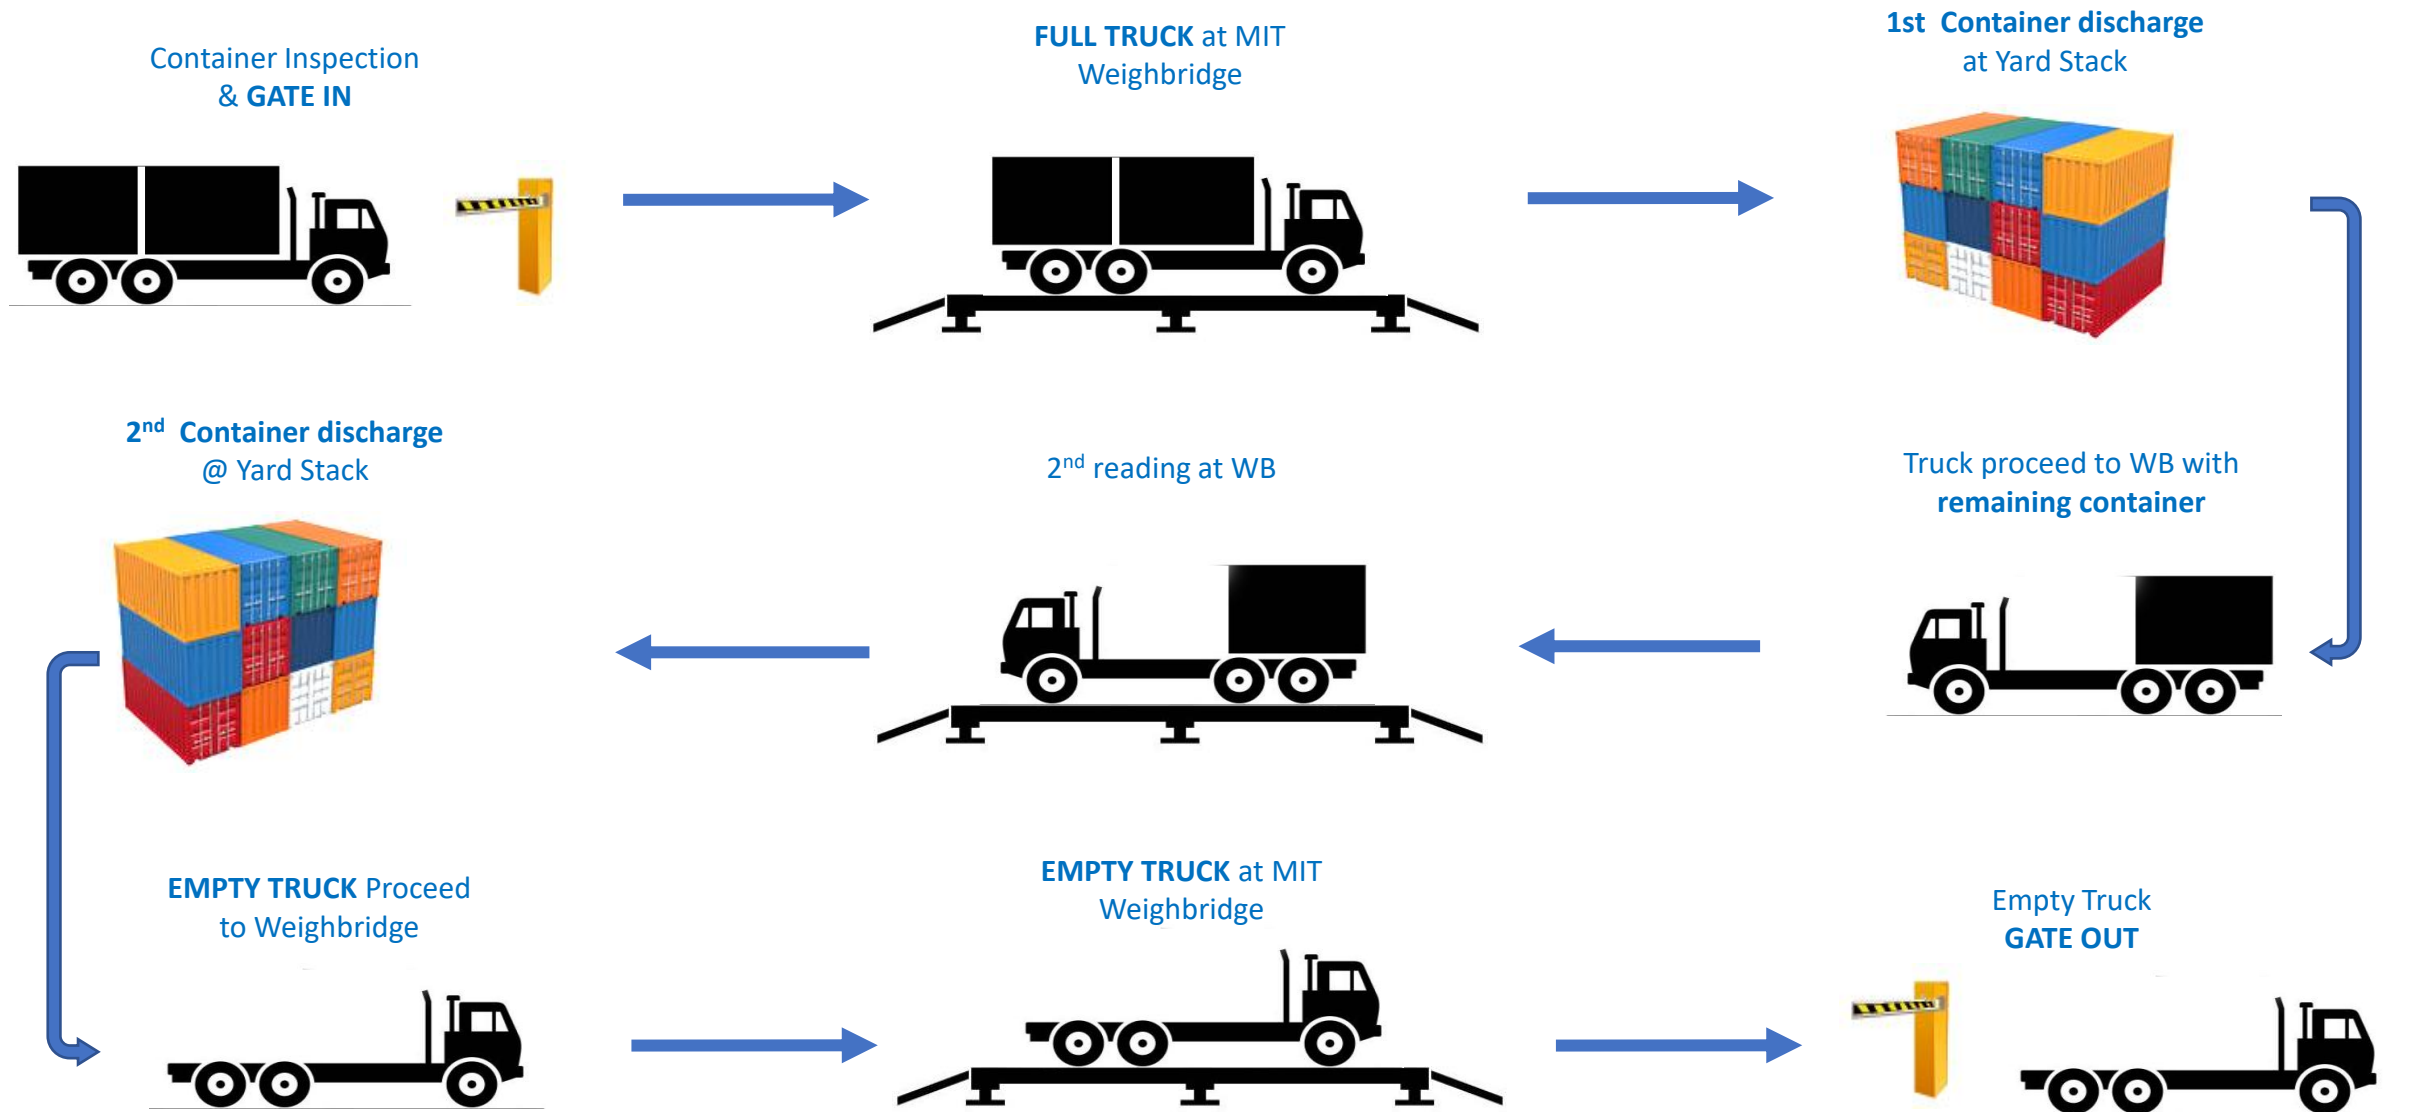 Container Inspection
& GATE IN
FULL TRUCK at MIT
Weighbridge
1st Container discharge
at Yard Stack
2nd Container discharge
@ Yard Stack
2nd reading at WB
Truck proceed to WB with
remaining container
EMPTY TRUCK Proceed
to Weighbridge
EMPTY TRUCK at MIT
Weighbridge
Empty Truck
GATE OUT